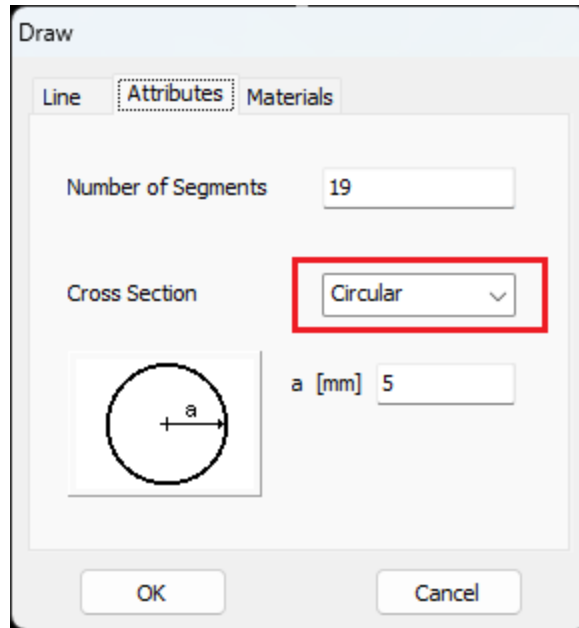 Draw
Line Attributes Materials
Number of Segments 19
Cross Section Circular
a
a [mm] 5
OK Cancel